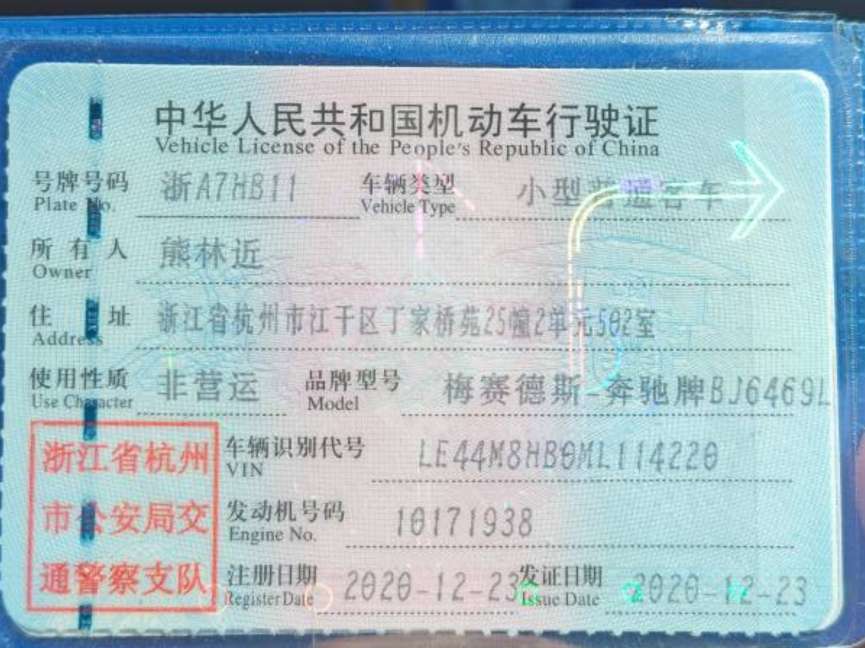 中华人民共和国机动车行驶证
Vehicle License of the People's Republic of China
号牌号码 浙A7HB11 车辆类型 小型普通客车
Plate No. Vehicle Type
所有人 熊林近
Owner
住址 浙江省杭州市江干区丁家桥苑25幢2单元502室
Address
使用性质 非营运 品牌型号 梅赛德斯-奔驰牌BJ6469L
Use Character Model
浙江省杭州
市公安局交
通警察支队
车辆识别代号 LE44M8HB0ML114220
VIN
发动机号码 10171938
Engine No.
注册日期 2020-12-23 发证日期 2020-12-23
Register Date Issue Date